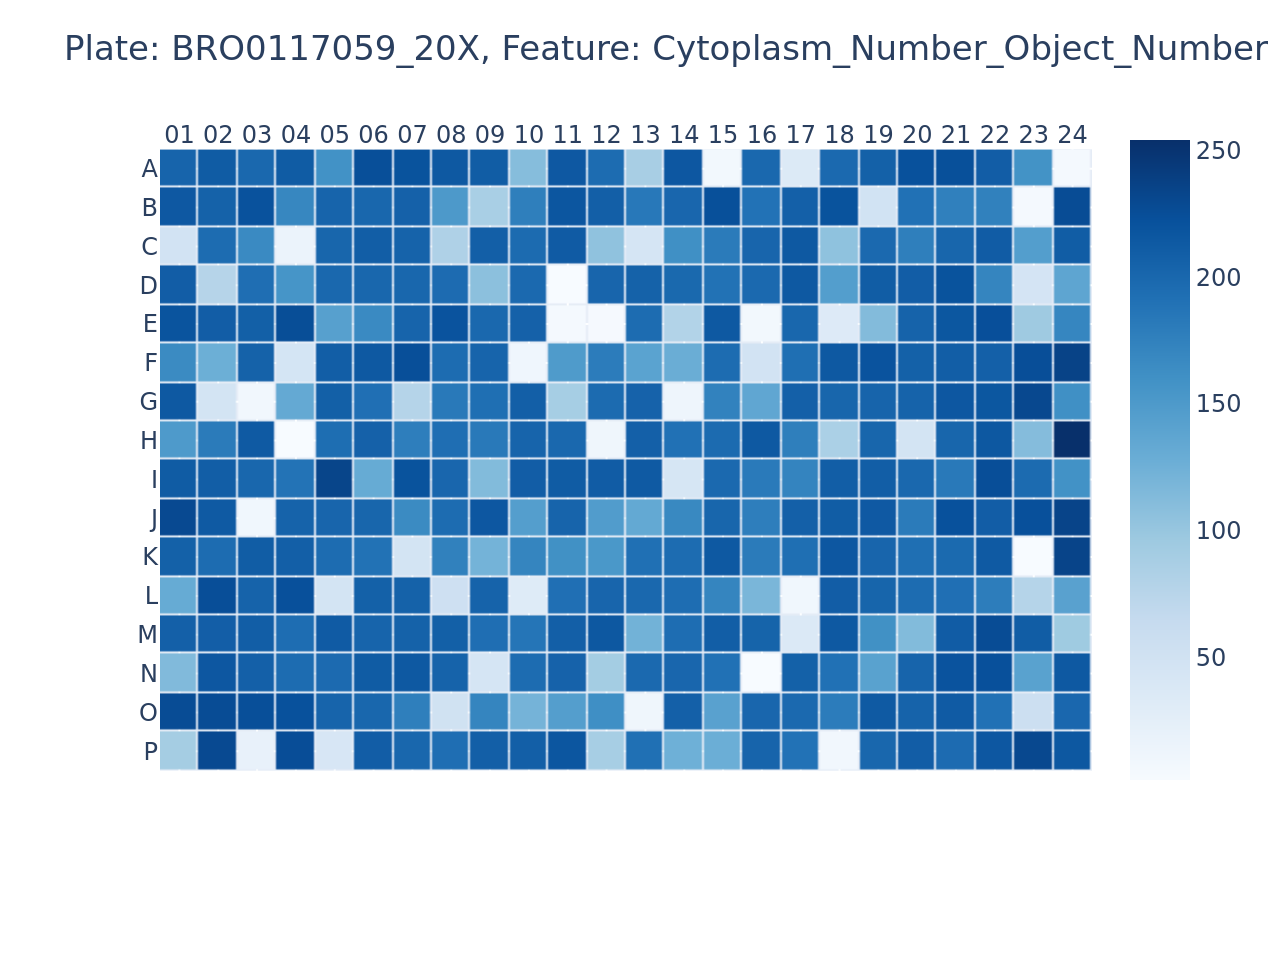 Plate: BRO0117059_20X, Feature: Cytoplasm_Number_Object_Number
01 02 03 04 05 06 07 08 09 10 11 12 13 14 15 16 17 18 19 20 21 22 23 24
A
B
C
D
E
F
G
H
I
J
K
L
M
N
O
P
250
200
150
100
50